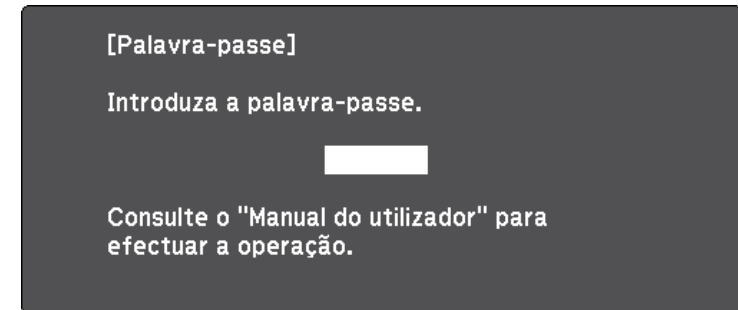 [Palavra-passe]
Introduza a palavra-passe.
Consulte o "Manual do utilizador" para
efectuar a operação.